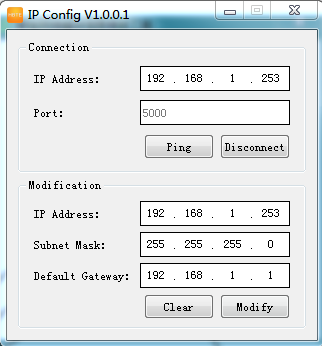 IP Config V1.0.0.1
Connection
IP Address: 192 . 168 . 1 . 253
Port: 5000
Ping Disconnect
Modification
IP Address: 192 . 168 . 1 . 253
Subnet Mask: 255 . 255 . 255 . 0
Default Gateway: 192 . 168 . 1 . 1
Clear Modify